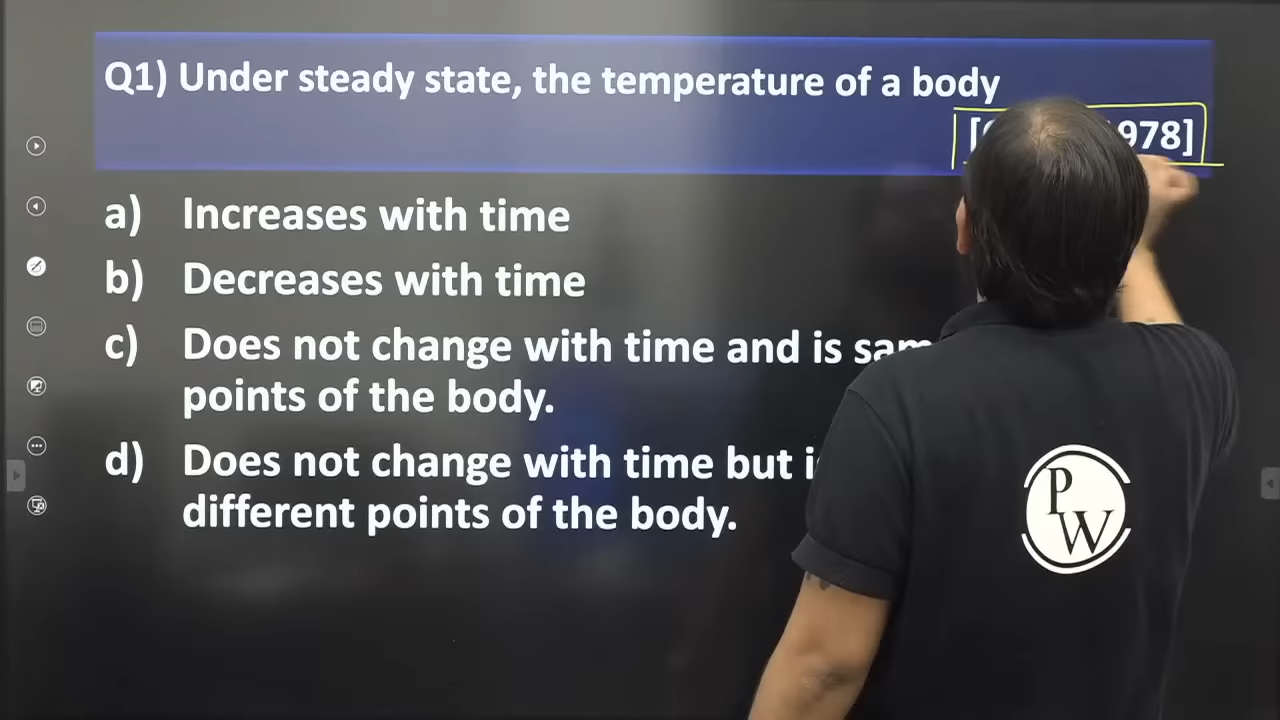 Q1) Under steady state, the temperature of a body
978]
a) Increases with time
b) Decreases with time
c) Does not change with time and is
points of the body.
d) Does not change with time but
different points of the body.
PW